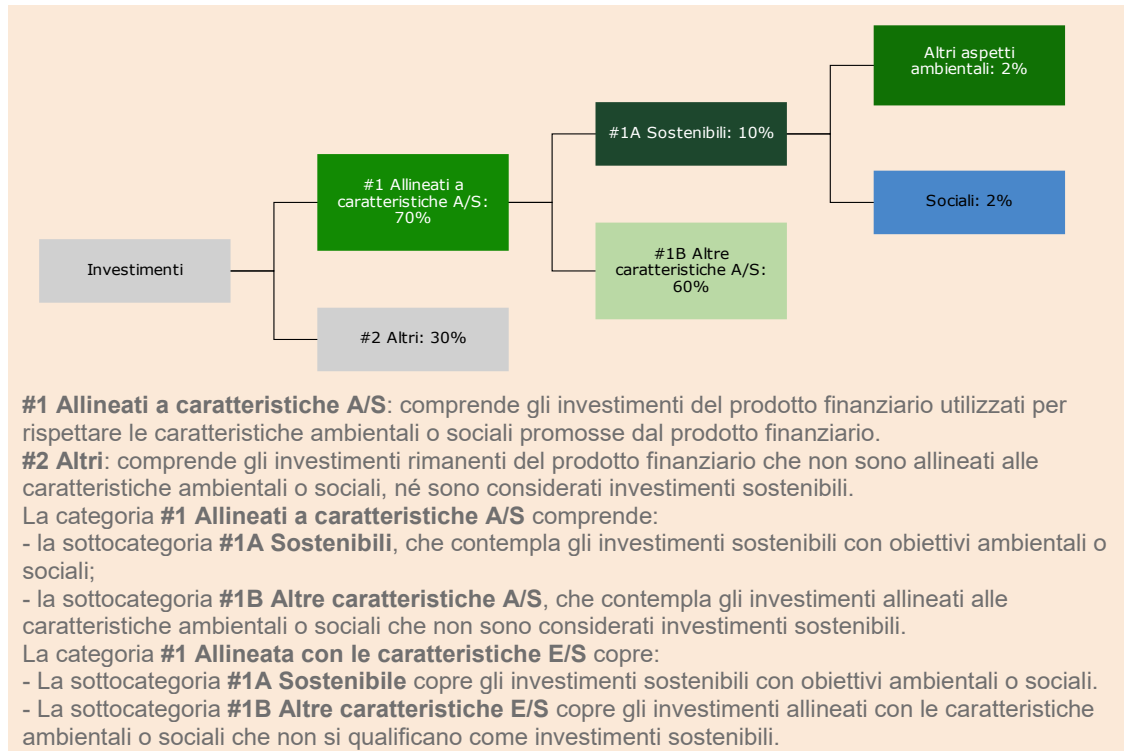 Altri aspetti
ambientali: 2%
#1A Sostenibili: 10%
#1 Allineati a
caratteristiche A/S:
70%
Sociali: 2%
#1B Altre
caratteristiche A/S:
60%
Investimenti
#2 Altri: 30%
#1 Allineati a caratteristiche A/S: comprende gli investimenti del prodotto finanziario utilizzati per
rispettare le caratteristiche ambientali o sociali promosse dal prodotto finanziario.
#2 Altri: comprende gli investimenti rimanenti del prodotto finanziario che non sono allineati alle
caratteristiche ambientali o sociali, né sono considerati investimenti sostenibili.
La categoria #1 Allineati a caratteristiche A/S comprende:
- la sottocategoria #1A Sostenibili, che contempla gli investimenti sostenibili con obiettivi ambientali o
sociali;
- la sottocategoria #1B Altre caratteristiche A/S, che contempla gli investimenti allineati alle
caratteristiche ambientali o sociali che non sono considerati investimenti sostenibili.
La categoria #1 Allineata con le caratteristiche E/S copre:
- La sottocategoria #1A Sostenibile copre gli investimenti sostenibili con obiettivi ambientali o sociali.
- La sottocategoria #1B Altre caratteristiche E/S copre gli investimenti allineati con le caratteristiche
ambientali o sociali che non si qualificano come investimenti sostenibili.